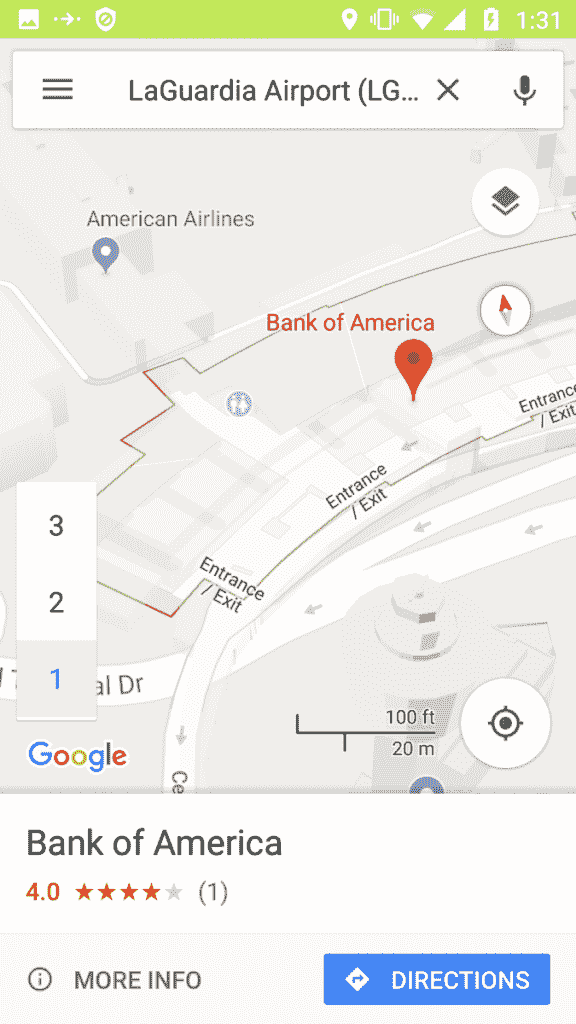 1:31
LaGuardia Airport (LG...
American Airlines
Bank of America
Entrance
/ Exit
Entrance
/ Exit
Entrance
/ Exit
3
2
1
al Dr
100 ft
20 m
Google
Ce
Bank of America
4.0 ★★★★★ (1)
MORE INFO
DIRECTIONS